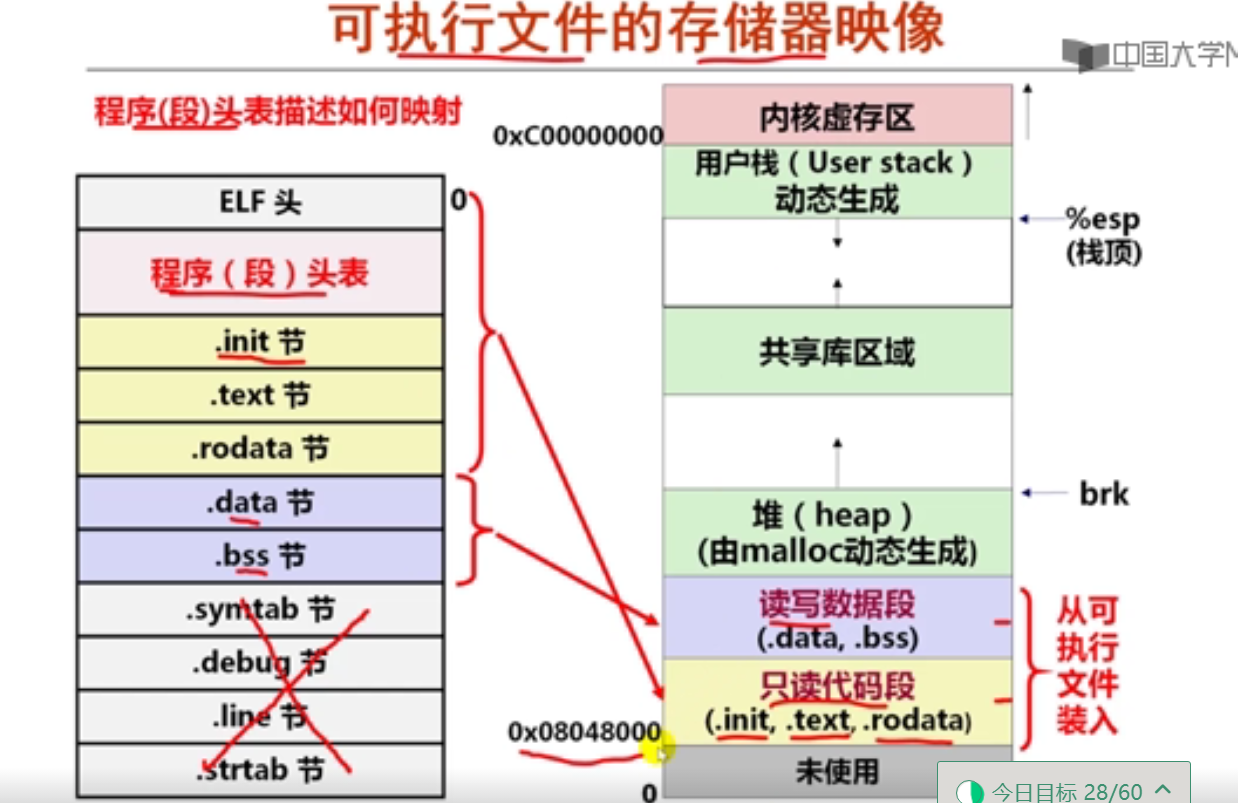 可执行文件的存储器映像
中国大学M
程序(段)头表描述如何映射
ELF 头
0
程序（段）头表
.init 节
.text 节
.rodata 节
.data 节
.bss 节
.symtab 节
.debug 节
.line 节
.strtab 节
0xC00000000
内核虚存区
用户栈（User stack）
动态生成
%esp
(栈顶)
共享库区域
brk
堆（heap）
(由malloc动态生成)
读写数据段
(.data, .bss)
只读代码段
(.init, .text, .rodata)
0x08048000
未使用
0
从可
执行
文件
装入
今日目标 28/60